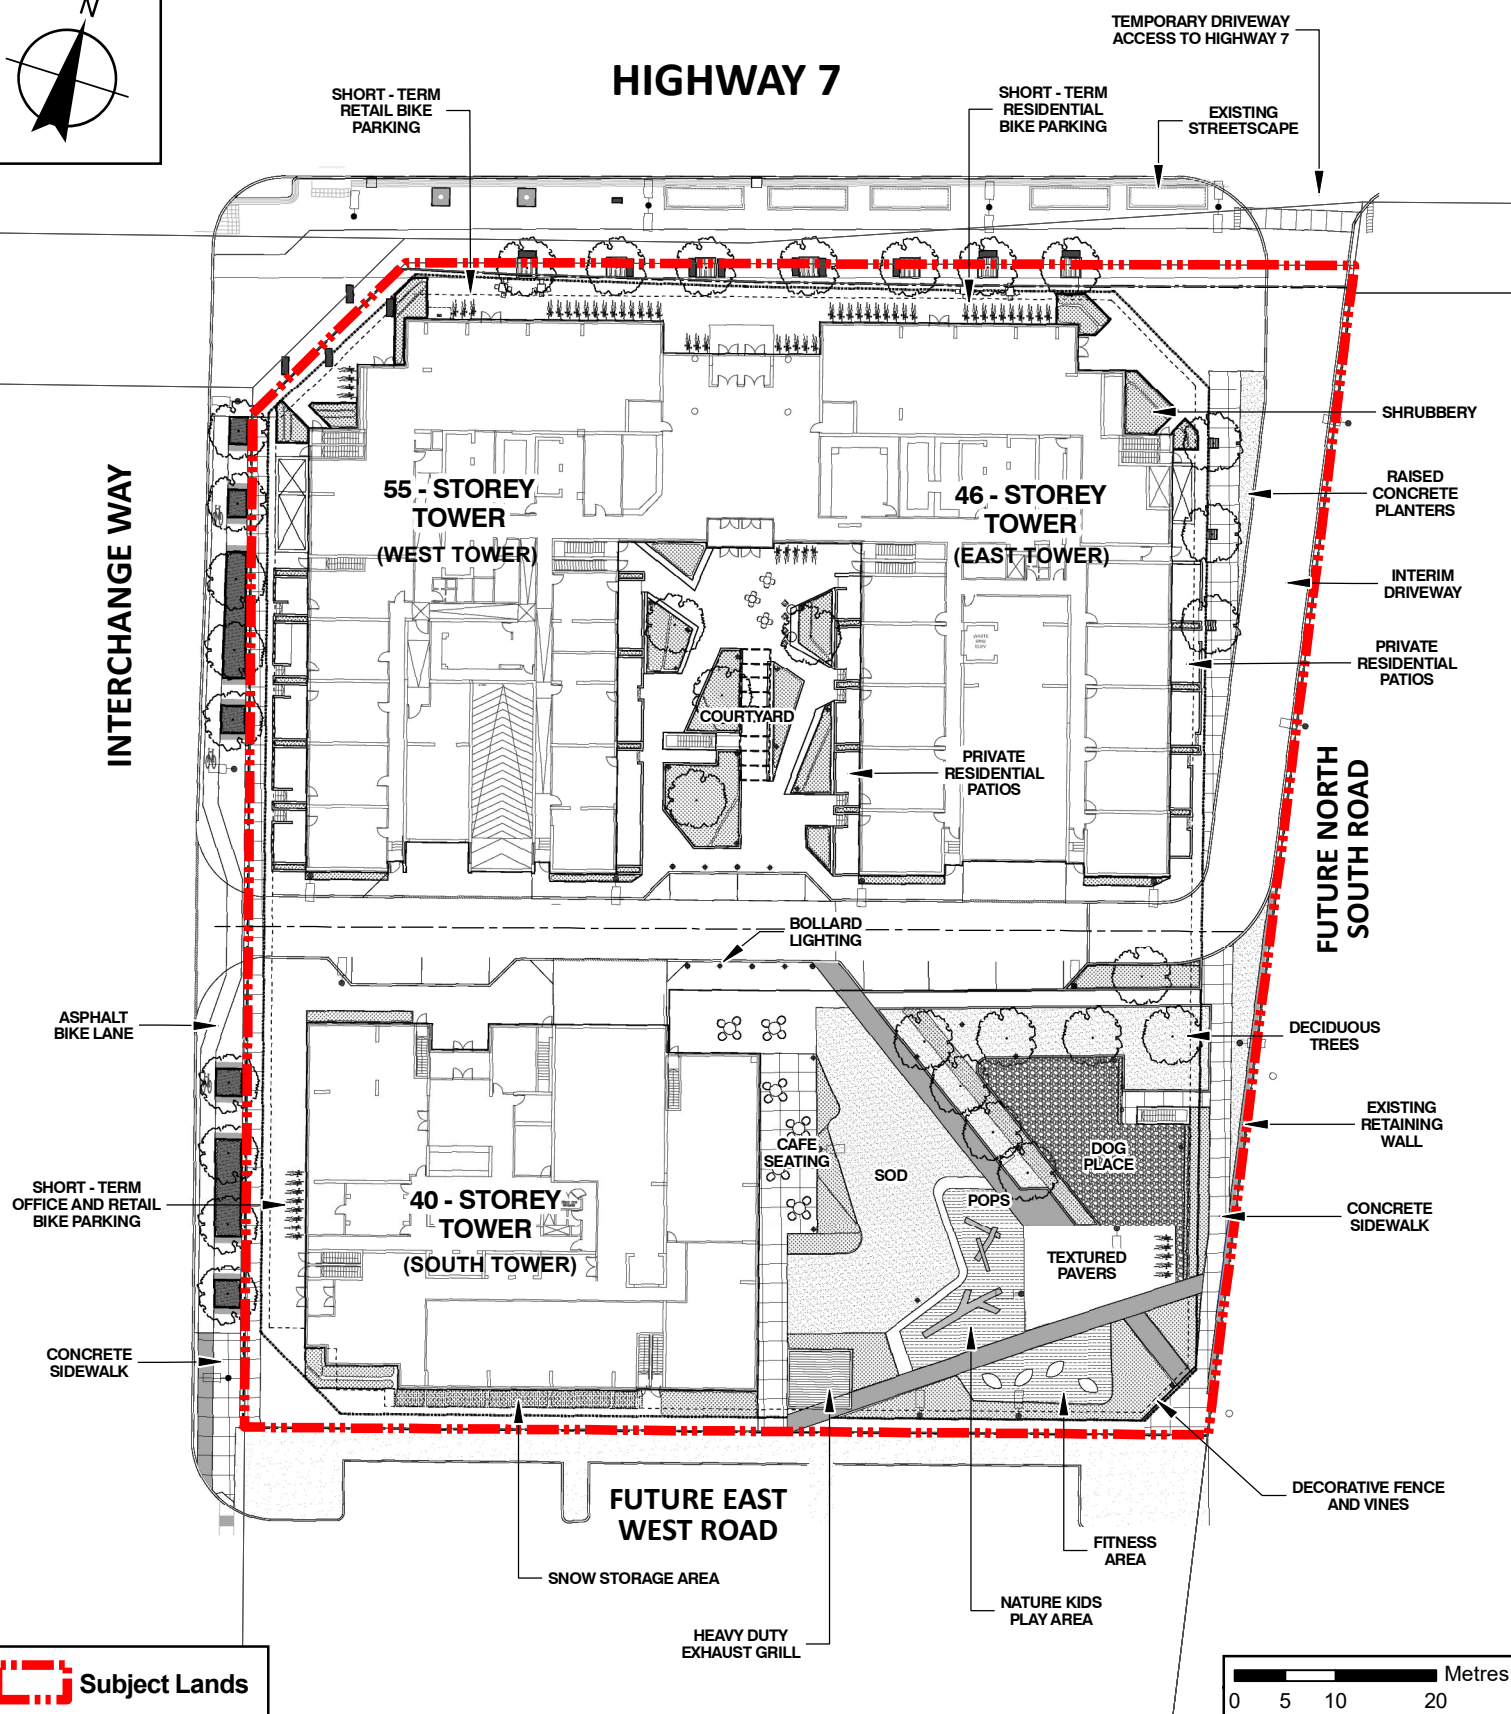 N
TEMPORARY DRIVEWAY
ACCESS TO HIGHWAY 7
HIGHWAY 7
SHORT - TERM
RETAIL BIKE
PARKING
SHORT - TERM
RESIDENTIAL
BIKE PARKING
EXISTING
STREETSCAPE
SHRUBBERY
RAISED
CONCRETE
PLANTERS
INTERCHANGE WAY
55 - STOREY
TOWER
(WEST TOWER)
46 - STOREY
TOWER
(EAST TOWER)
INTERIM
DRIVEWAY
PRIVATE
RESIDENTIAL
PATIOS
COURTYARD
PRIVATE
RESIDENTIAL
PATIOS
FUTURE NORTH
SOUTH ROAD
BOLLARD
LIGHTING
ASPHALT
BIKE LANE
DECIDUOUS
TREES
EXISTING
RETAINING
WALL
CAFE
SEATING
SOD
DOG
PLACE
POPS
SHORT - TERM
OFFICE AND RETAIL
BIKE PARKING
40 - STOREY
TOWER
(SOUTH TOWER)
CONCRETE
SIDEWALK
TEXTURED
PAVERS
CONCRETE
SIDEWALK
DECORATIVE FENCE
AND VINES
FUTURE EAST
WEST ROAD
FITNESS
AREA
SNOW STORAGE AREA
NATURE KIDS
PLAY AREA
HEAVY DUTY
EXHAUST GRILL
Subject Lands
Metres
0 5 10 20